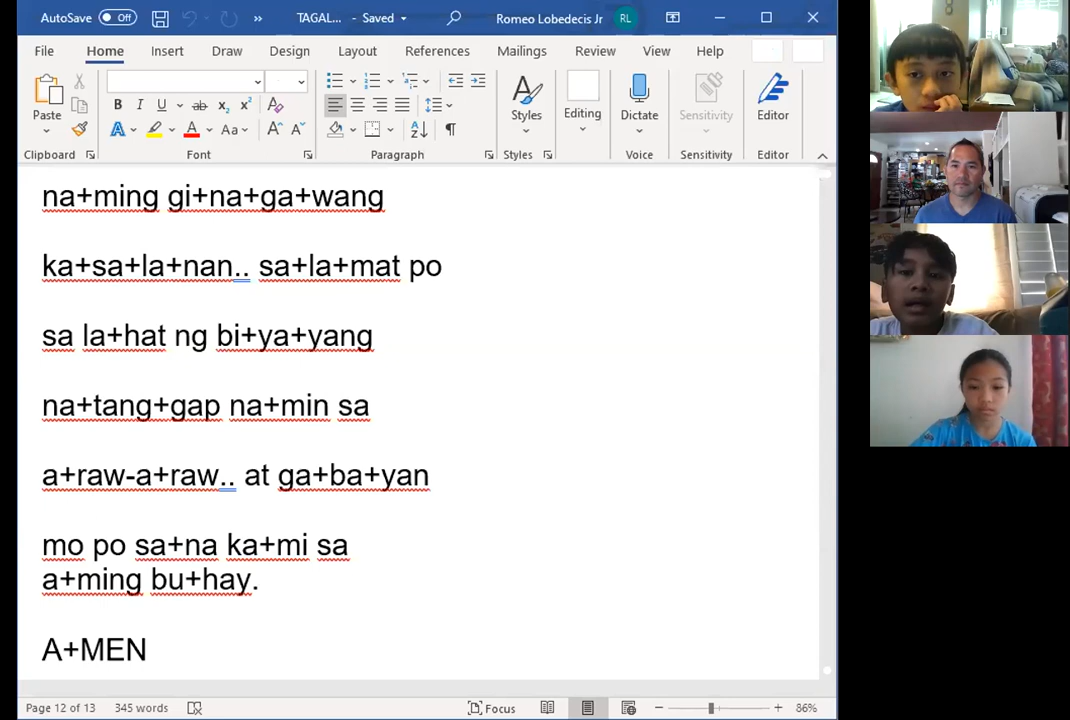 AutoSave Off TAGAL... - Saved Romeo Lobedecis Jr RL
File Home Insert Draw Design Layout References Mailings Review View Help
Paste Styles Editing Dictate Sensitivity Editor
Clipboard Font Paragraph Styles Voice Sensitivity Editor
na+ming gi+na+ga+wang
ka+sa+la+nan.. sa+la+mat po
sa la+hat ng bi+ya+yang
na+tang+gap na+min sa
a+raw-a+raw.. at ga+ba+yan
mo po sa+na ka+mi sa
a+ming bu+hay.
A+MEN
Page 12 of 13 345 words Focus 86%